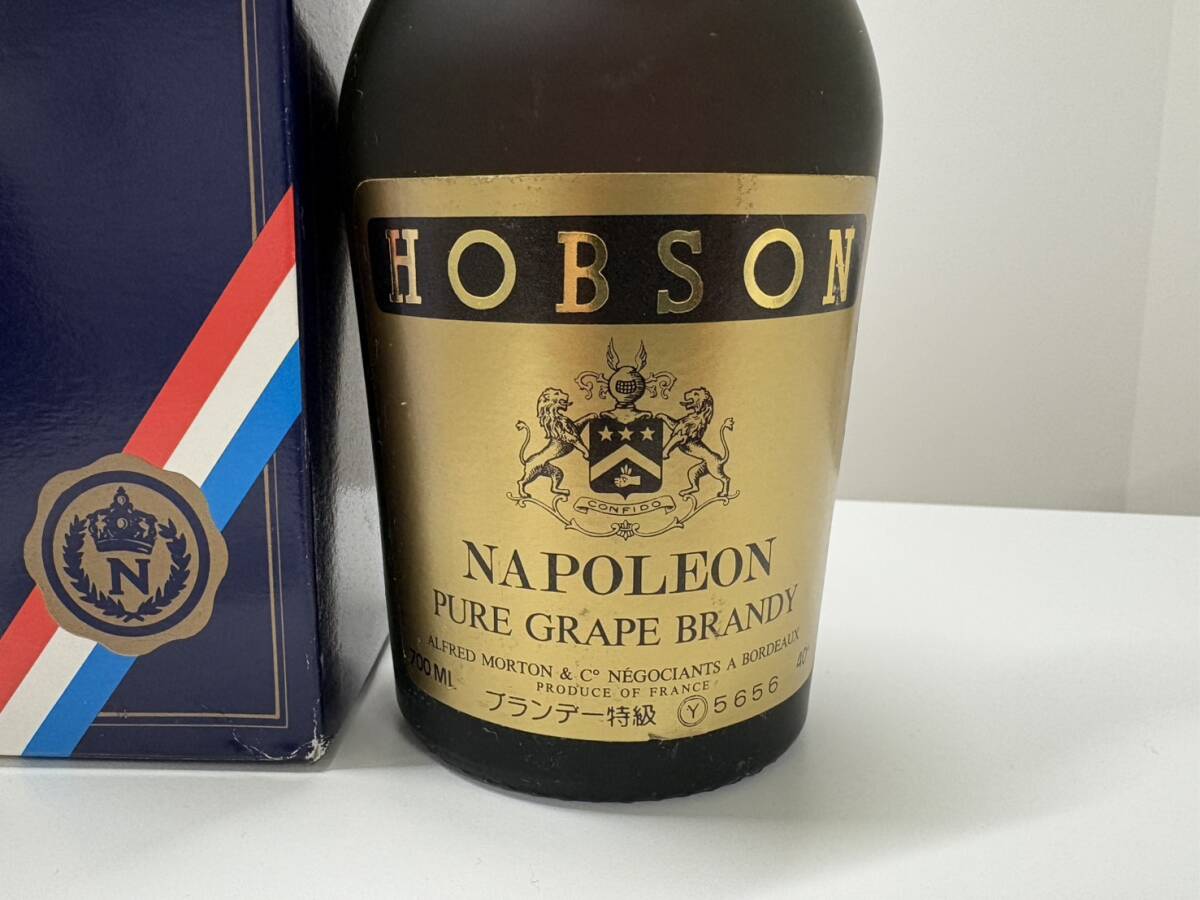 HOBSON
CONFIDO
NAPOLEON
PURE GRAPE BRANDY
ALFRED MORTON & Cº NÉGOCIANTS A BORDEAUX
700 ML
40°
PRODUCE OF FRANCE
ブランデー特級 Ⓨ5656
N